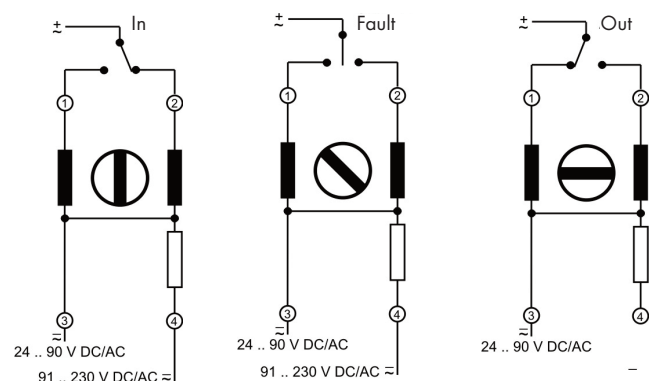 ± ~ In
± ~ Fault
± ~ Out
1 2
1 2
1 2
3 4
3 4
3 4
24 .. 90 V DC/AC
24 .. 90 V DC/AC
24 .. 90 V DC/AC
91 .. 230 V DC/AC
91 .. 230 V DC/AC